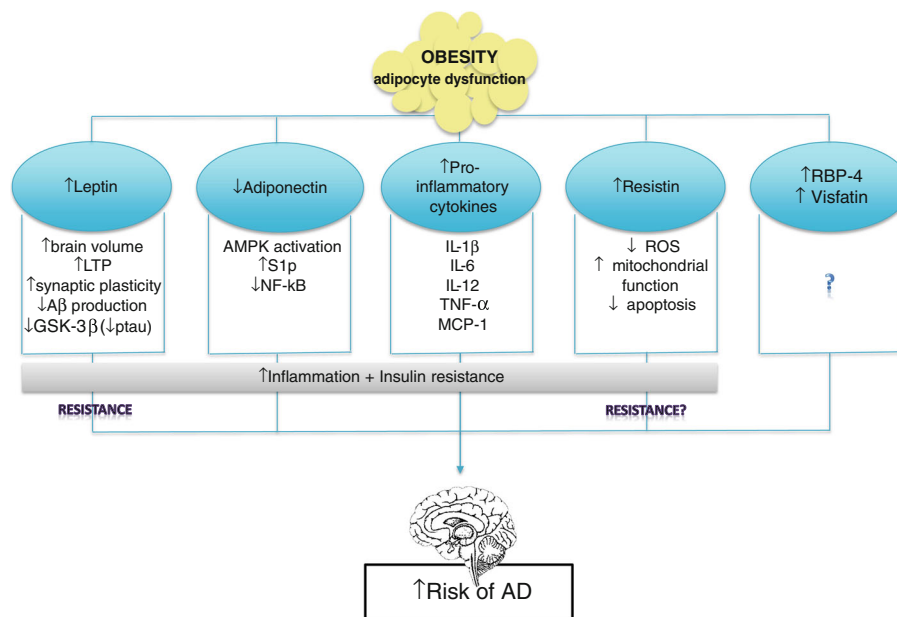 OBESITY
adipocyte dysfunction
↑Leptin
↑brain volume
↑LTP
↑synaptic plasticity
↓Aβ production
↓GSK-3β(↓ptau)
↓Adiponectin
AMPK activation
↑S1p
↓NF-kB
↑Pro-
inflammatory
cytokines
IL-1β
IL-6
IL-12
TNF-α
MCP-1
↑Resistin
↓ ROS
↑ mitochondrial
function
↓ apoptosis
↑RBP-4
↑ Visfatin
?
↑Inflammation + Insulin resistance
RESISTANCE
RESISTANCE?
↑Risk of AD